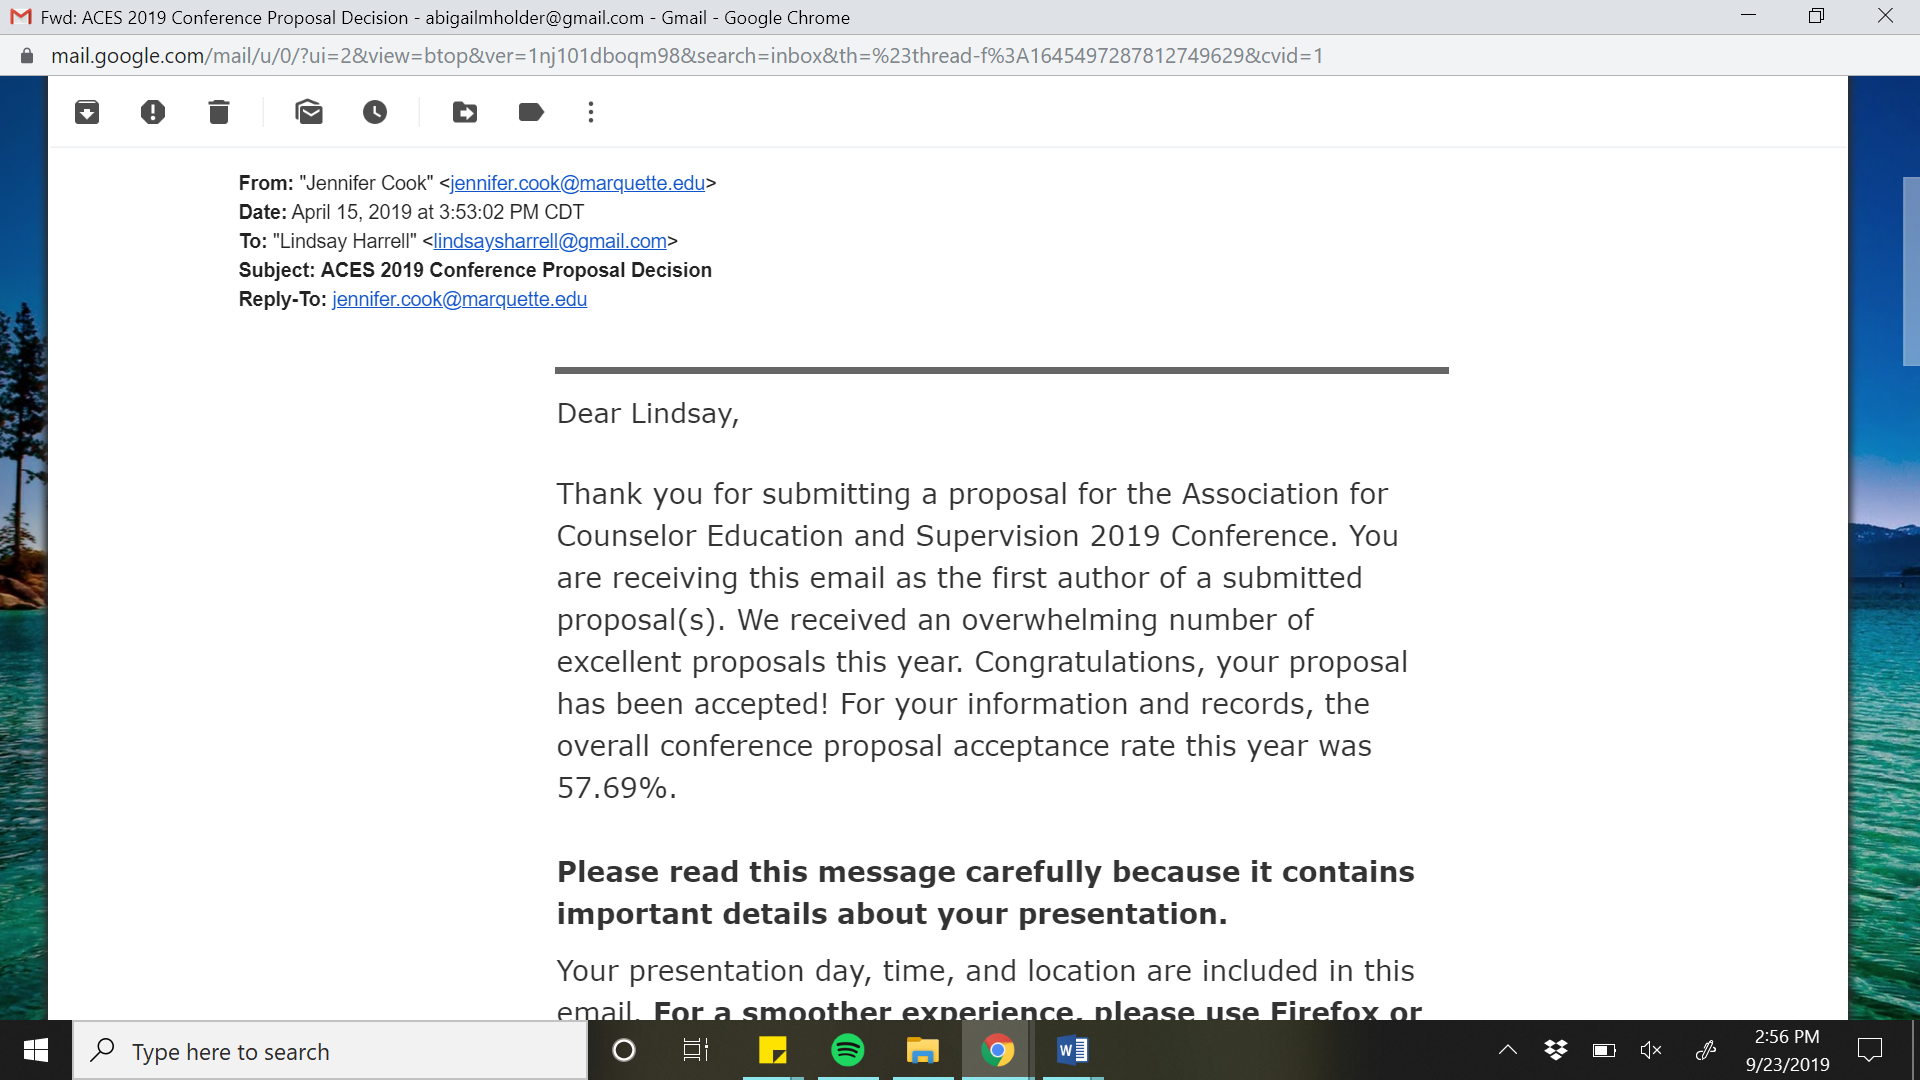 Fwd: ACES 2019 Conference Proposal Decision - abigailmholder@gmail.com - Gmail - Google Chrome
mail.google.com/mail/u/0/?ui=2&view=btop&ver=1nj101dboqm98&search=inbox&th=%23thread-f%3A1645497287812749629&cvid=1
From: "Jennifer Cook" <jennifer.cook@marquette.edu>
Date: April 15, 2019 at 3:53:02 PM CDT
To: "Lindsay Harrell" <lindsaysharrell@gmail.com>
Subject: ACES 2019 Conference Proposal Decision
Reply-To: jennifer.cook@marquette.edu
Dear Lindsay,
Thank you for submitting a proposal for the Association for
Counselor Education and Supervision 2019 Conference. You
are receiving this email as the first author of a submitted
proposal(s). We received an overwhelming number of
excellent proposals this year. Congratulations, your proposal
has been accepted! For your information and records, the
overall conference proposal acceptance rate this year was
57.69%.
Please read this message carefully because it contains
important details about your presentation.
Your presentation day, time, and location are included in this
email. For a smoother experience, please use Firefox or
Type here to search
2:56 PM
9/23/2019